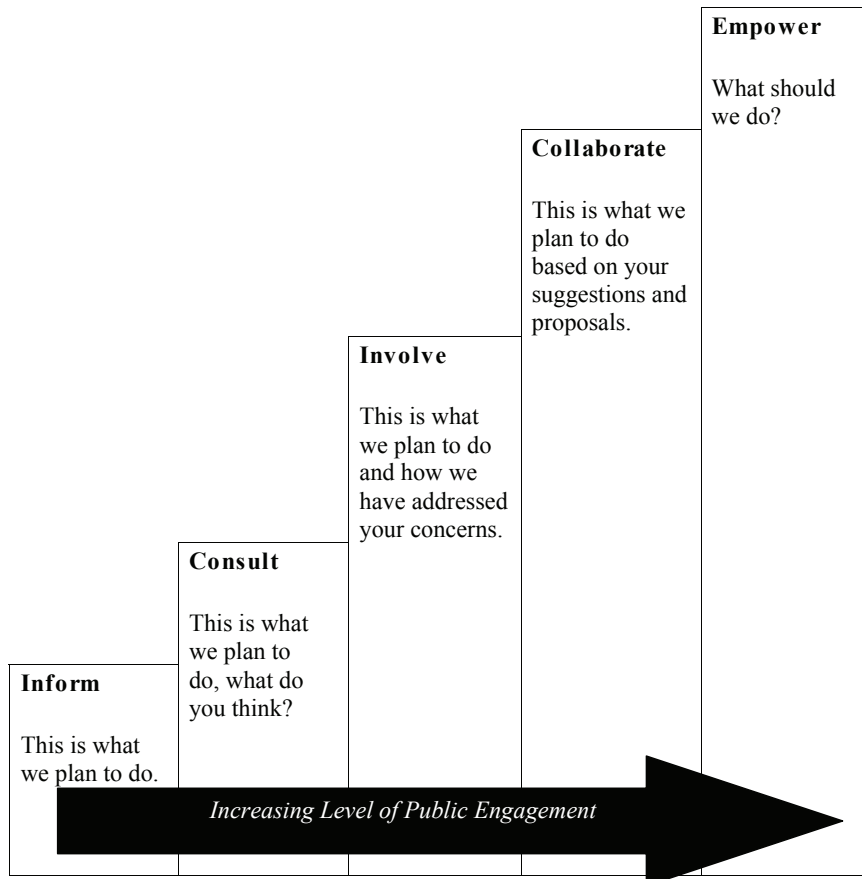 Empower
What should
we do?
Collaborate
This is what we
plan to do
based on your
suggestions and
proposals.
Involve
This is what
we plan to do
and how we
have addressed
your concerns.
Consult
This is what
we plan to
do, what do
you think?
Inform
This is what
we plan to do.
Increasing Level of Public Engagement